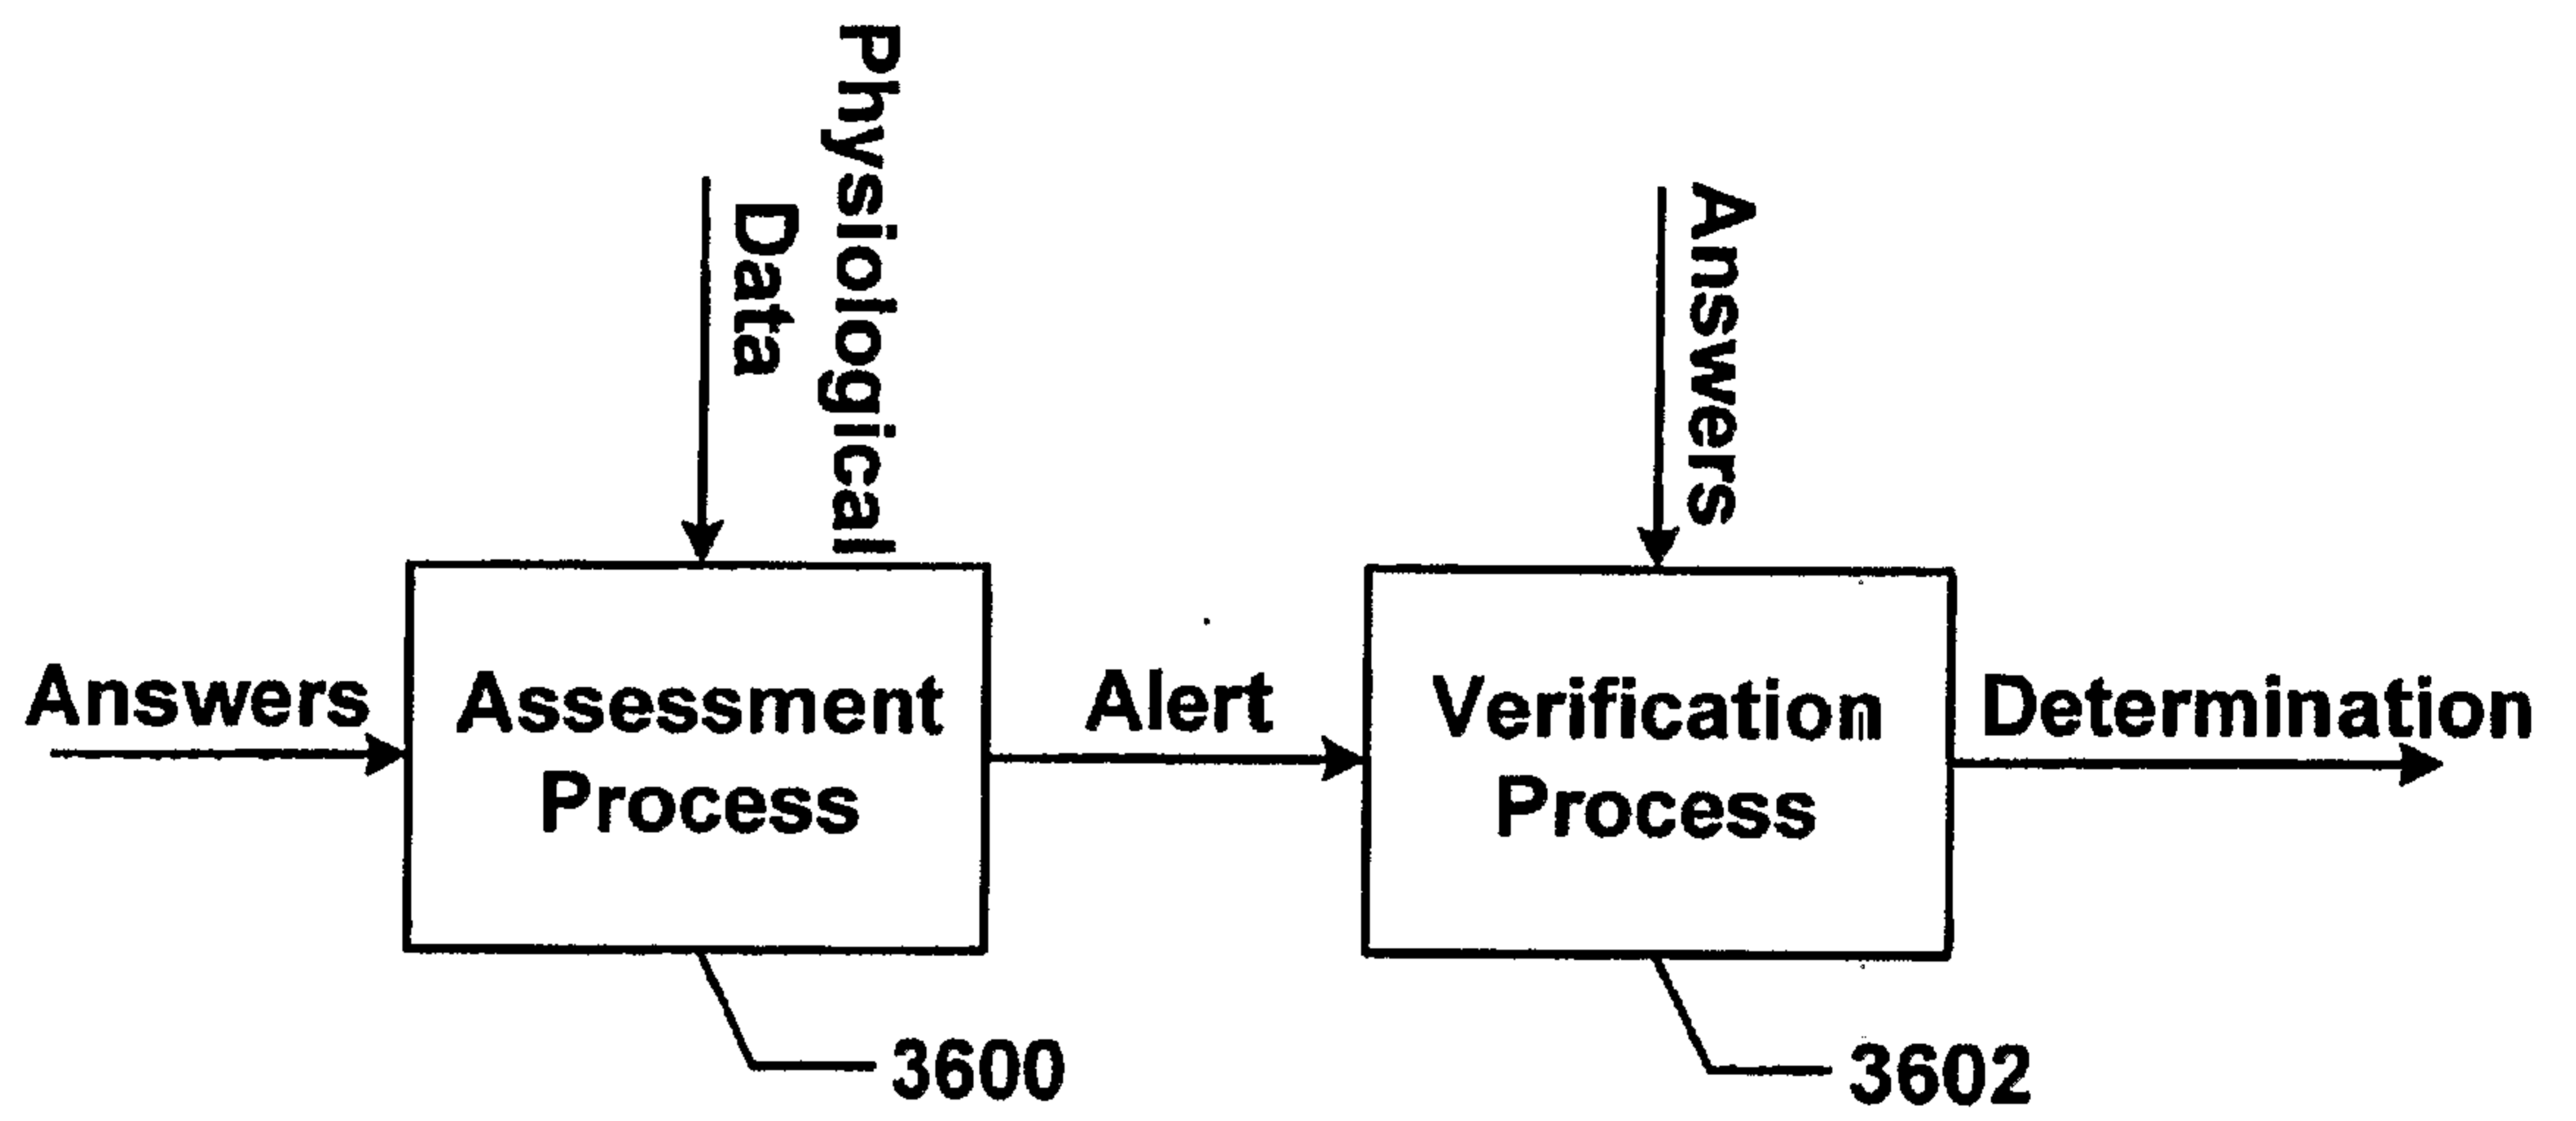 Physiological
Data
Answers
Answers
Assessment
Process
Alert
Verification
Process
Determination
3600
3602